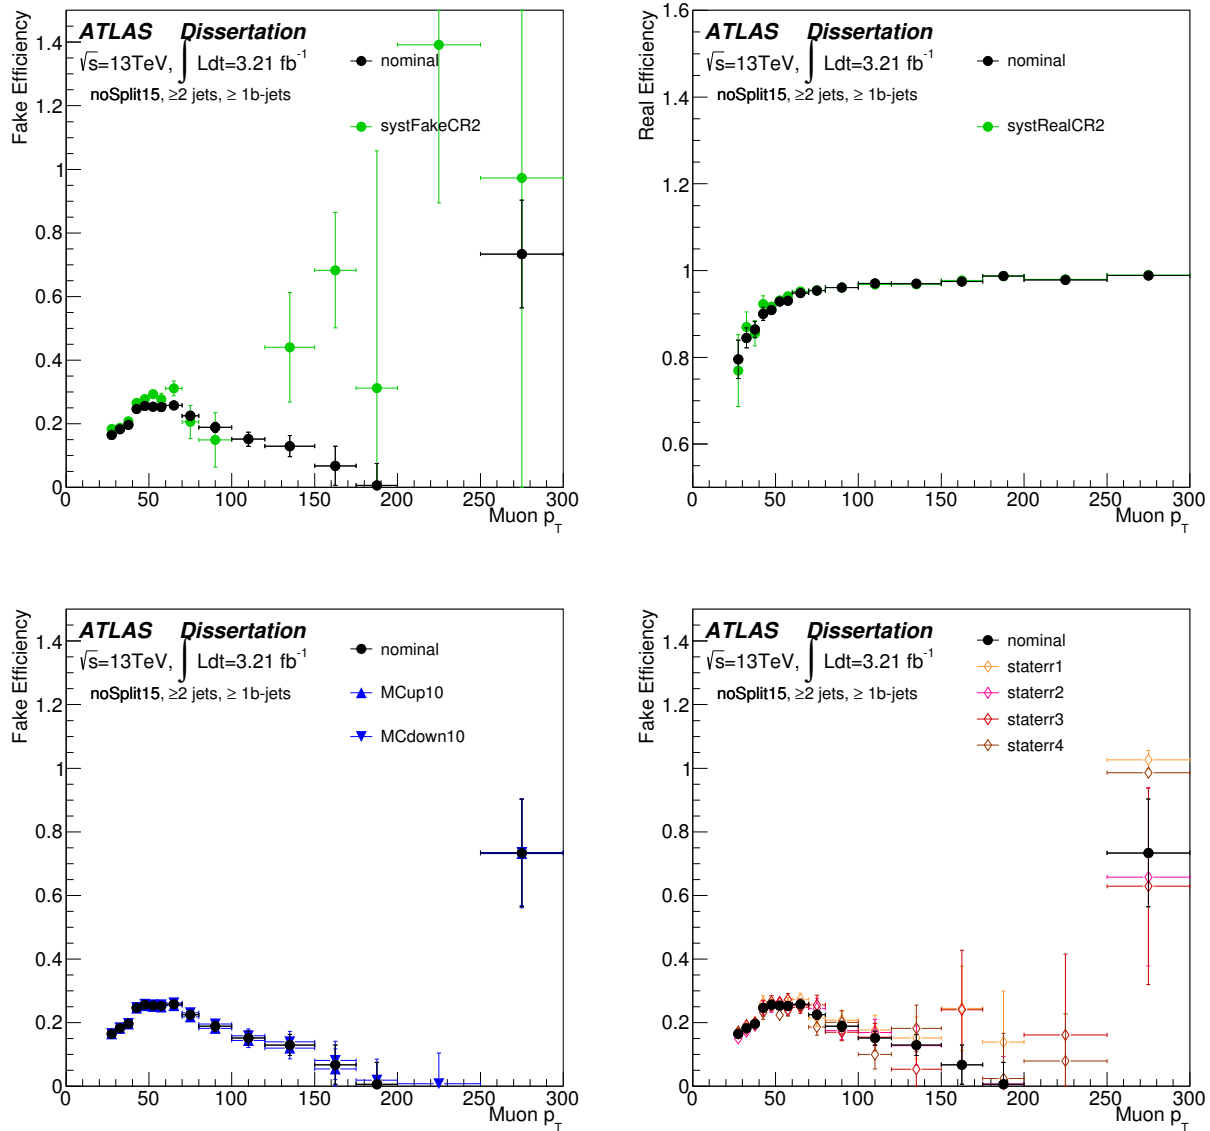 ATLAS Dissertation
√s=13TeV, ∫ Ldt=3.21 fb⁻¹
noSplit15, ≥2 jets, ≥ 1b-jets
nominal
systFakeCR2
Fake Efficiency
1.4
1.2
1
0.8
0.6
0.4
0.2
0
0 50 100 150 200 250 300
Muon p_T
ATLAS Dissertation
√s=13TeV, ∫ Ldt=3.21 fb⁻¹
noSplit15, ≥2 jets, ≥ 1b-jets
nominal
systRealCR2
Real Efficiency
1.6
1.4
1.2
1
0.8
0.6
0 50 100 150 200 250 300
Muon p_T
ATLAS Dissertation
√s=13TeV, ∫ Ldt=3.21 fb⁻¹
noSplit15, ≥2 jets, ≥ 1b-jets
nominal
MCup10
MCdown10
Fake Efficiency
1.4
1.2
1
0.8
0.6
0.4
0.2
0
0 50 100 150 200 250 300
Muon p_T
ATLAS Dissertation
√s=13TeV, ∫ Ldt=3.21 fb⁻¹
noSplit15, ≥2 jets, ≥ 1b-jets
nominal
staterr1
staterr2
staterr3
staterr4
Fake Efficiency
1.4
1.2
1
0.8
0.6
0.4
0.2
0
0 50 100 150 200 250 300
Muon p_T